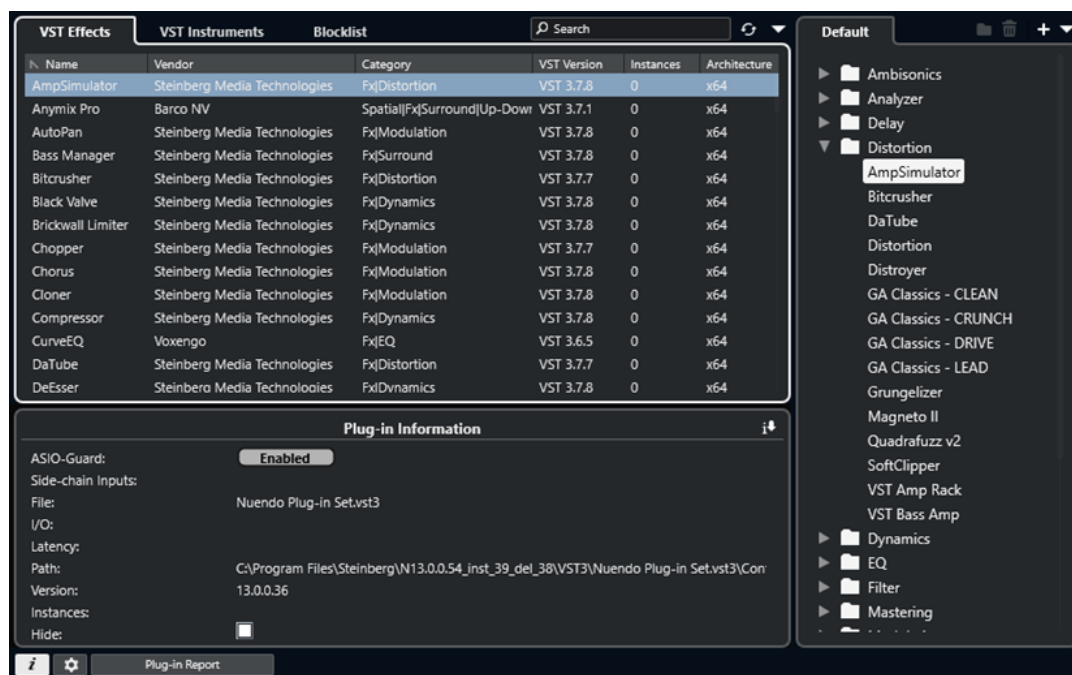 VST Effects VST Instruments Blocklist Search
Name Vendor Category VST Version Instances Architecture
AmpSimulator Steinberg Media Technologies Fx|Distortion VST 3.7.8 0 x64
Anymix Pro Barco NV Spatial|Fx|Surround|Up-Down VST 3.7.1 0 x64
AutoPan Steinberg Media Technologies Fx|Modulation VST 3.7.8 0 x64
Bass Manager Steinberg Media Technologies Fx|Surround VST 3.7.8 0 x64
Bitcrusher Steinberg Media Technologies Fx|Distortion VST 3.7.7 0 x64
Black Valve Steinberg Media Technologies Fx|Dynamics VST 3.7.8 0 x64
Brickwall Limiter Steinberg Media Technologies Fx|Dynamics VST 3.7.8 0 x64
Chopper Steinberg Media Technologies Fx|Modulation VST 3.7.7 0 x64
Chorus Steinberg Media Technologies Fx|Modulation VST 3.7.8 0 x64
Cloner Steinberg Media Technologies Fx|Modulation VST 3.7.8 0 x64
Compressor Steinberg Media Technologies Fx|Dynamics VST 3.7.8 0 x64
CurveEQ Voxengo Fx|EQ VST 3.6.5 0 x64
DaTube Steinberg Media Technologies Fx|Distortion VST 3.7.7 0 x64
DeEsser Steinberg Media Technologies Fx|Dynamics VST 3.7.8 0 x64
Plug-in Information
ASIO-Guard: Enabled
Side-chain Inputs:
File: Nuendo Plug-in Set.vst3
I/O:
Latency:
Path: C:\Program Files\Steinberg\N13.0.0.54_inst_39_del_38\VST3\Nuendo Plug-in Set.vst3\Con
Version: 13.0.0.36
Instances:
Hide:
i Plug-in Report
Default
Ambisonics
Analyzer
Delay
Distortion
AmpSimulator
Bitcrusher
DaTube
Distortion
Distroyer
GA Classics - CLEAN
GA Classics - CRUNCH
GA Classics - DRIVE
GA Classics - LEAD
Grungelizer
Magneto II
Quadrafuzz v2
SoftClipper
VST Amp Rack
VST Bass Amp
Dynamics
EQ
Filter
Mastering